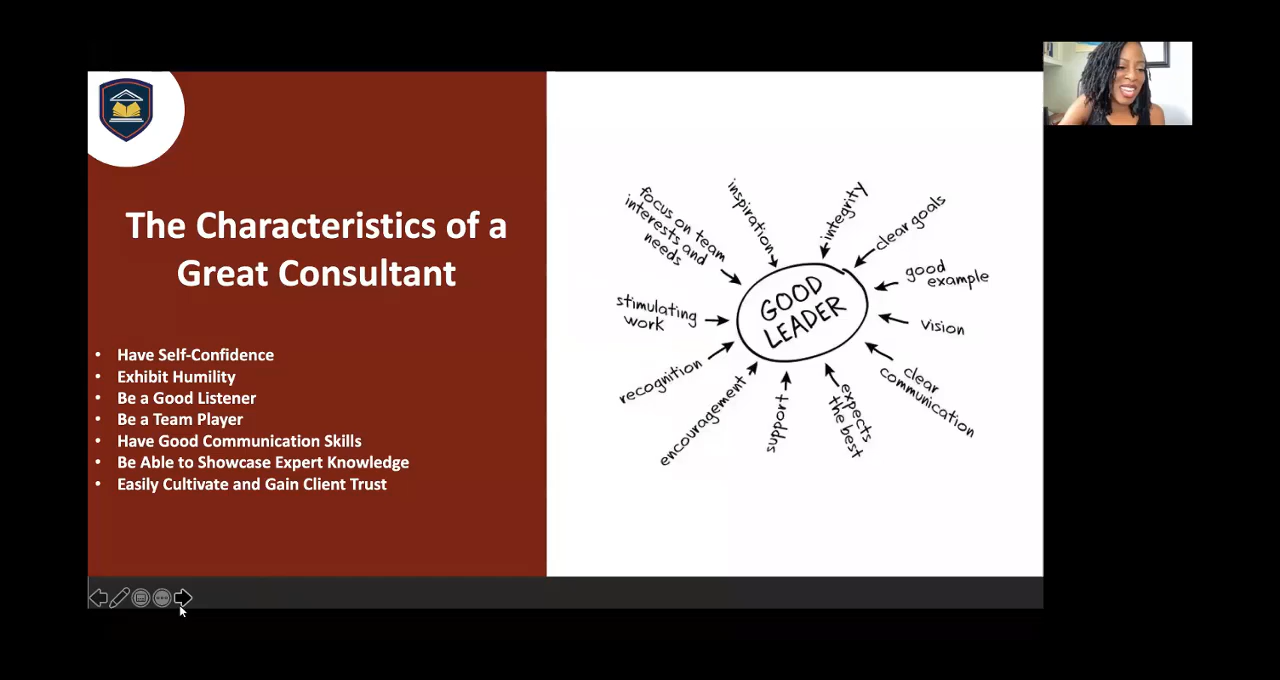 The Characteristics of a
Great Consultant
• Have Self-Confidence
• Exhibit Humility
• Be a Good Listener
• Be a Team Player
• Have Good Communication Skills
• Be Able to Showcase Expert Knowledge
• Easily Cultivate and Gain Client Trust
GOOD
LEADER
focus on team
interests and
needs
inspiration
integrity
clear goals
good
example
vision
clear
communication
expects
the best
support
encouragement
recognition
stimulating
work